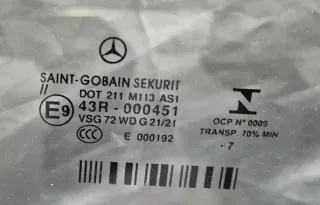 SAINT-GOBAIN SEKURIT
//
DOT 211 M113 AS1
E9 43R - 000451
VSG 72 WD G 21/21
CCC E 000192
N
OCP Nº 0009
TRANSP. 70% MIN
. 7